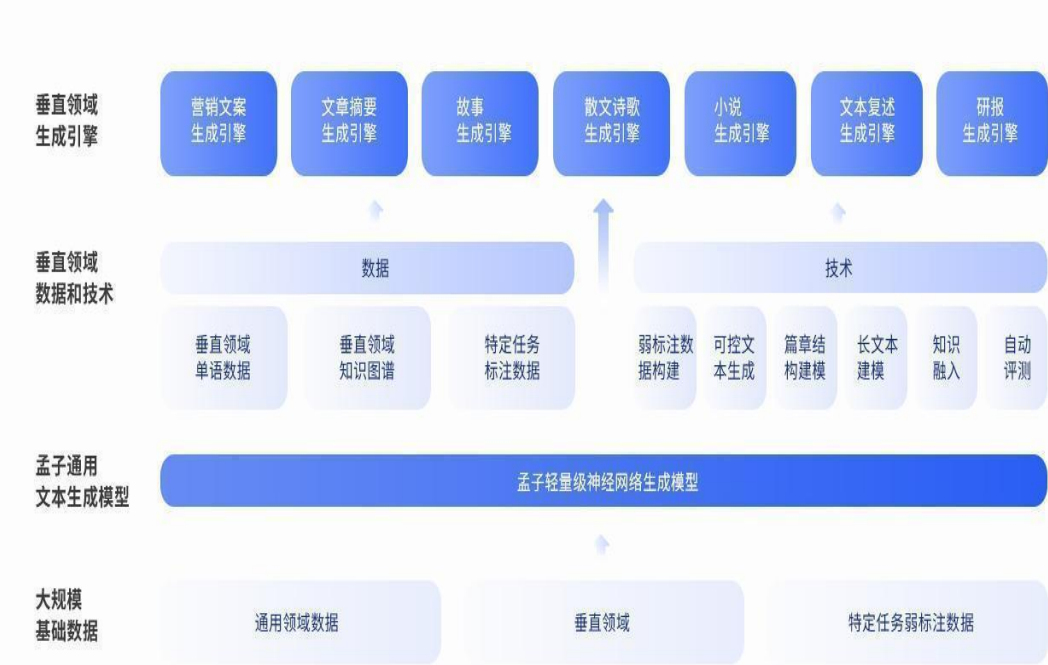 垂直领域
生成引擎
营销文案
生成引擎
文章摘要
生成引擎
故事
生成引擎
散文诗歌
生成引擎
小说
生成引擎
文本复述
生成引擎
研报
生成引擎
垂直领域
数据和技术
数据
垂直领域
单语数据
垂直领域
知识图谱
特定任务
标注数据
技术
弱标注数
据构建
可控文
本生成
篇章结
构建模
长文本
建模
知识
融入
自动
评测
孟子通用
文本生成模型
孟子轻量级神经网络生成模型
大规模
基础数据
通用领域数据
垂直领域
特定任务弱标注数据